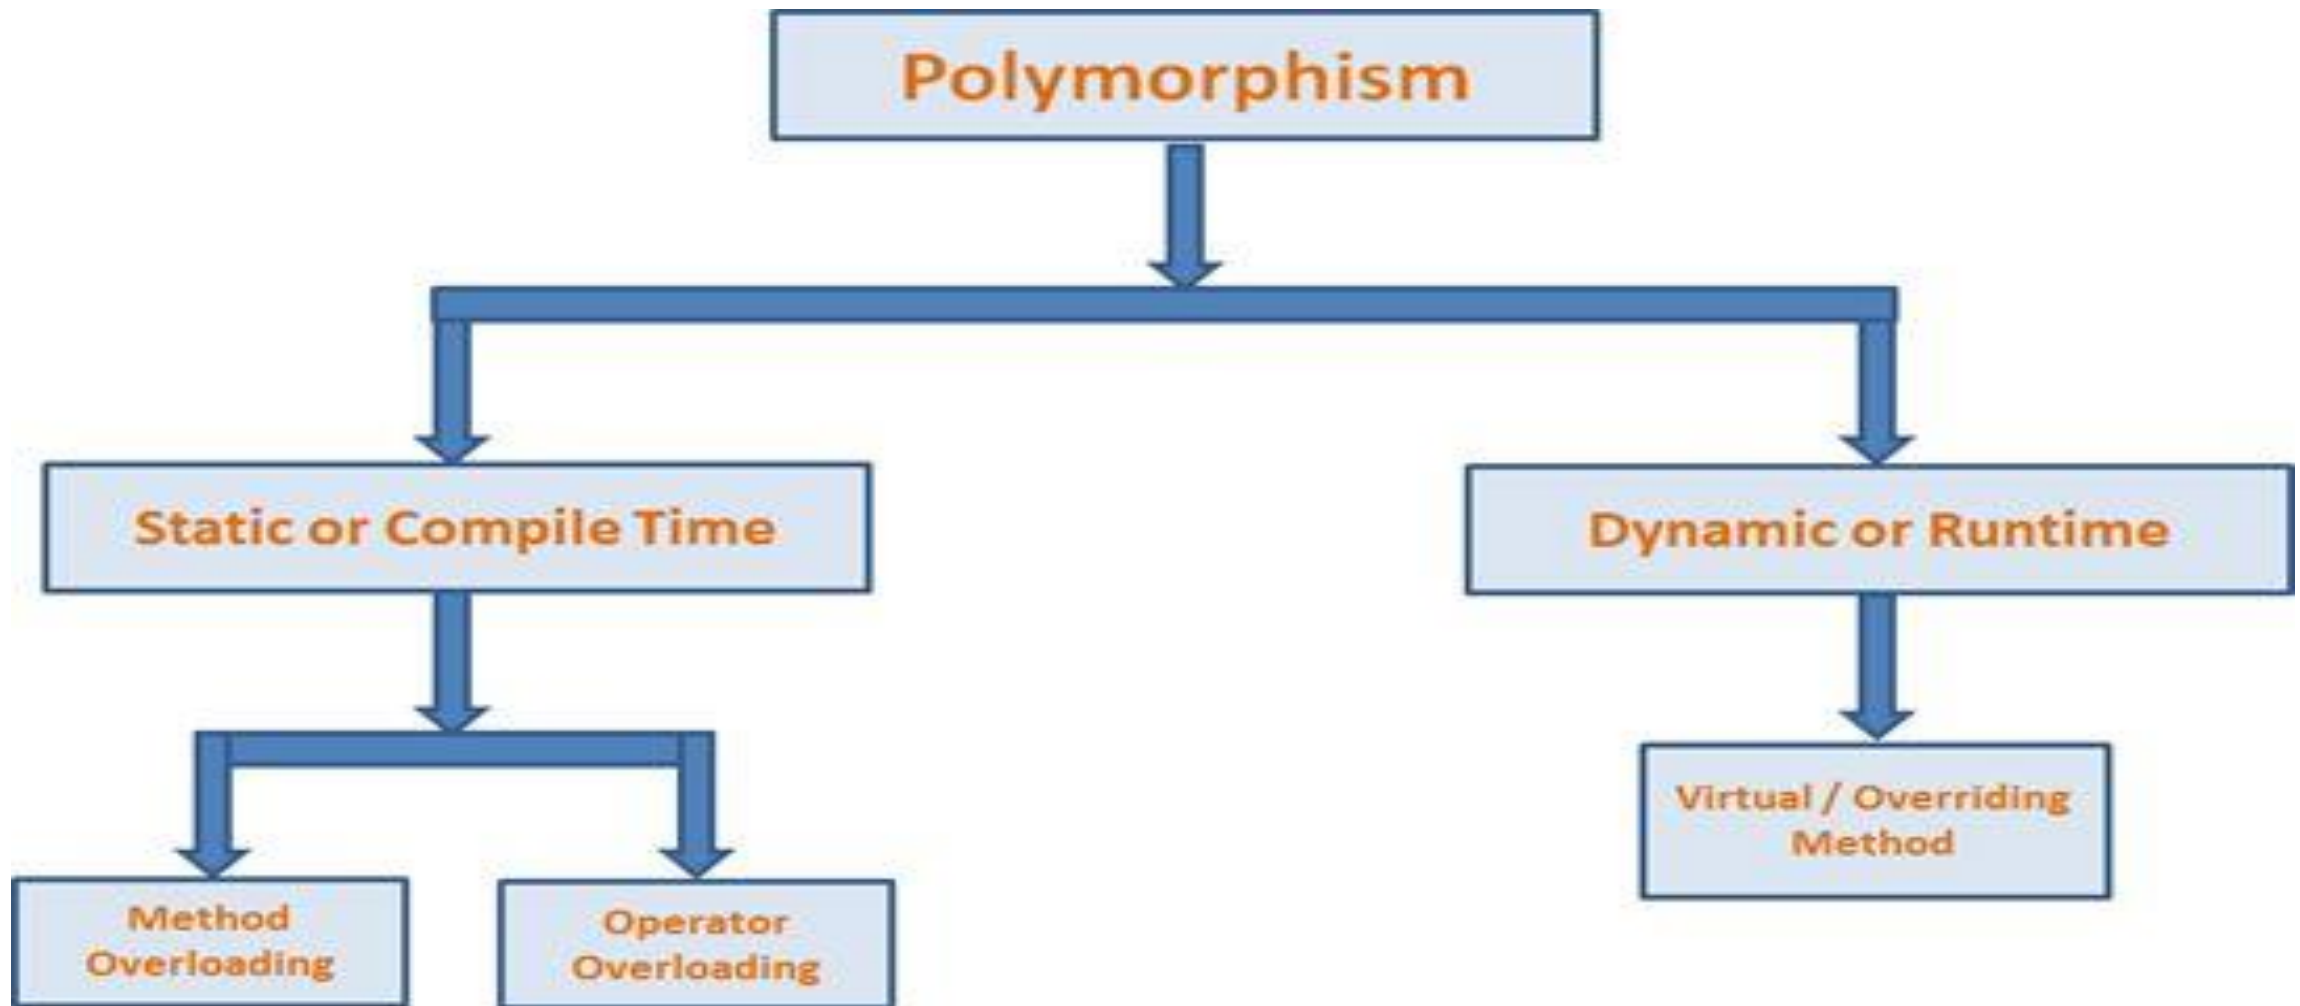 Polymorphism
Static or Compile Time
Dynamic or Runtime
Virtual / Overriding
Method
Method
Overloading
Operator
Overloading